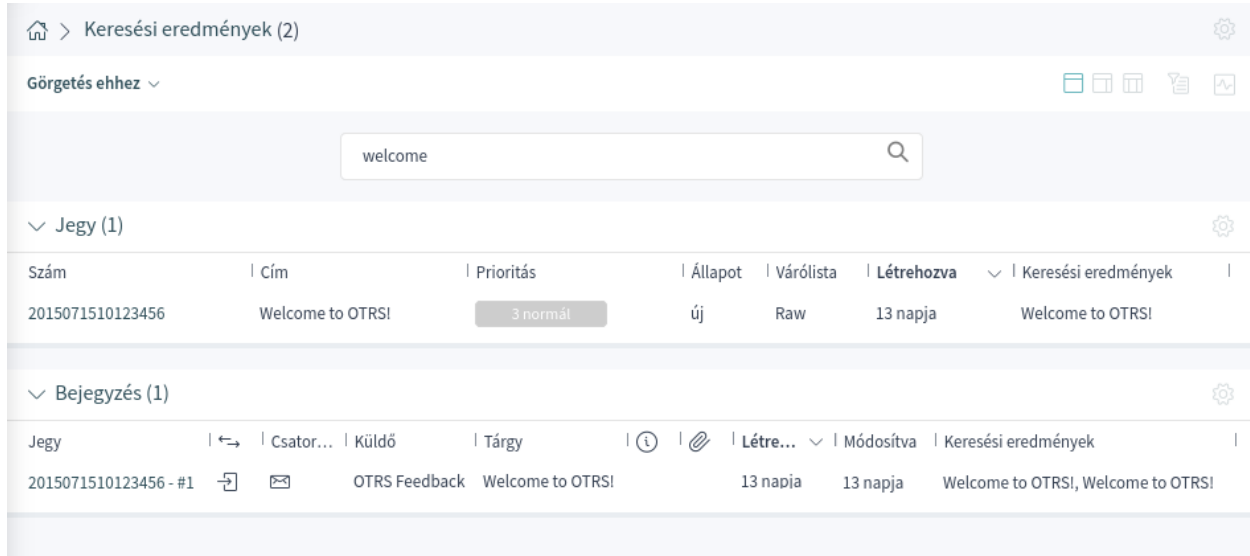 Keresési eredmények (2)
Görgetés ehhez
welcome
Jegy (1)
Szám Cím Prioritás Állapot Várólista Létrehozva Keresési eredmények
2015071510123456 Welcome to OTRS! 3 normál új Raw 13 napja Welcome to OTRS!
Bejegyzés (1)
Jegy Csator... Küldő Tárgy Létre... Módosítva Keresési eredmények
2015071510123456 - #1 OTRS Feedback Welcome to OTRS! 13 napja 13 napja Welcome to OTRS!, Welcome to OTRS!